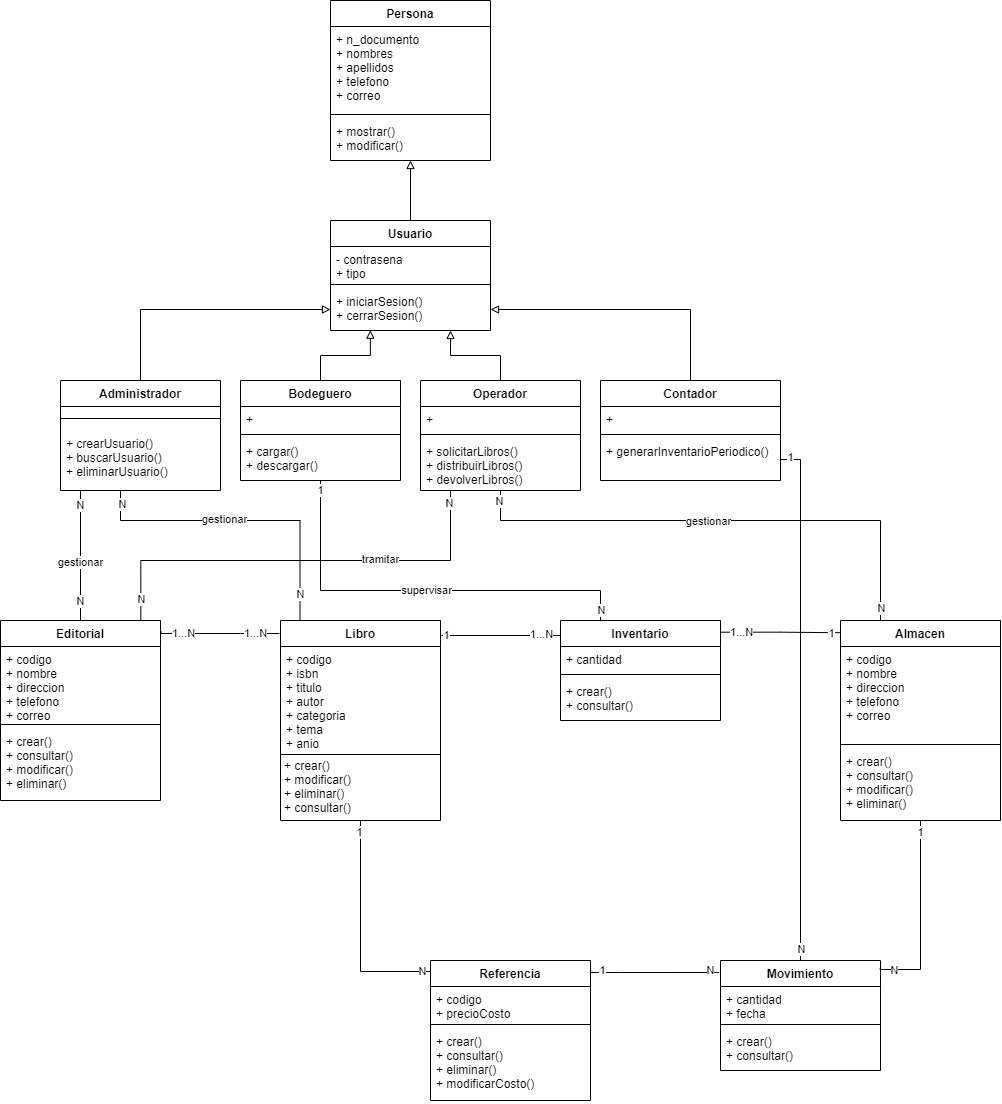 Persona
+ n_documento
+ nombres
+ apellidos
+ telefono
+ correo
+ mostrar()
+ modificar()
Usuario
- contrasena
+ tipo
+ iniciarSesion()
+ cerrarSesion()
Administrador
+ crearUsuario()
+ buscarUsuario()
+ eliminarUsuario()
Bodeguero
+
+ cargar()
+ descargar()
Operador
+
+ solicitarLibros()
+ distribuirLibros()
+ devolverLibros()
Contador
+
+ generarInventarioPeriodico()
1
N
N
1
N
N
gestionar
gestionar
tramitar
gestionar
supervisar
N
N
N
N
N
Editorial
+ codigo
+ nombre
+ direccion
+ telefono
+ correo
+ crear()
+ consultar()
+ modificar()
+ eliminar()
1...N
1...N
Libro
+ codigo
+ isbn
+ titulo
+ autor
+ categoria
+ tema
+ anio
+ crear()
+ modificar()
+ eliminar()
+ consultar()
1
1...N
Inventario
+ cantidad
+ crear()
+ consultar()
1...N
1
Almacen
+ codigo
+ nombre
+ direccion
+ telefono
+ correo
+ crear()
+ consultar()
+ modificar()
+ eliminar()
1
1
N
N
N
Referencia
+ codigo
+ precioCosto
+ crear()
+ consultar()
+ eliminar()
+ modificarCosto()
1
N
Movimiento
+ cantidad
+ fecha
+ crear()
+ consultar()